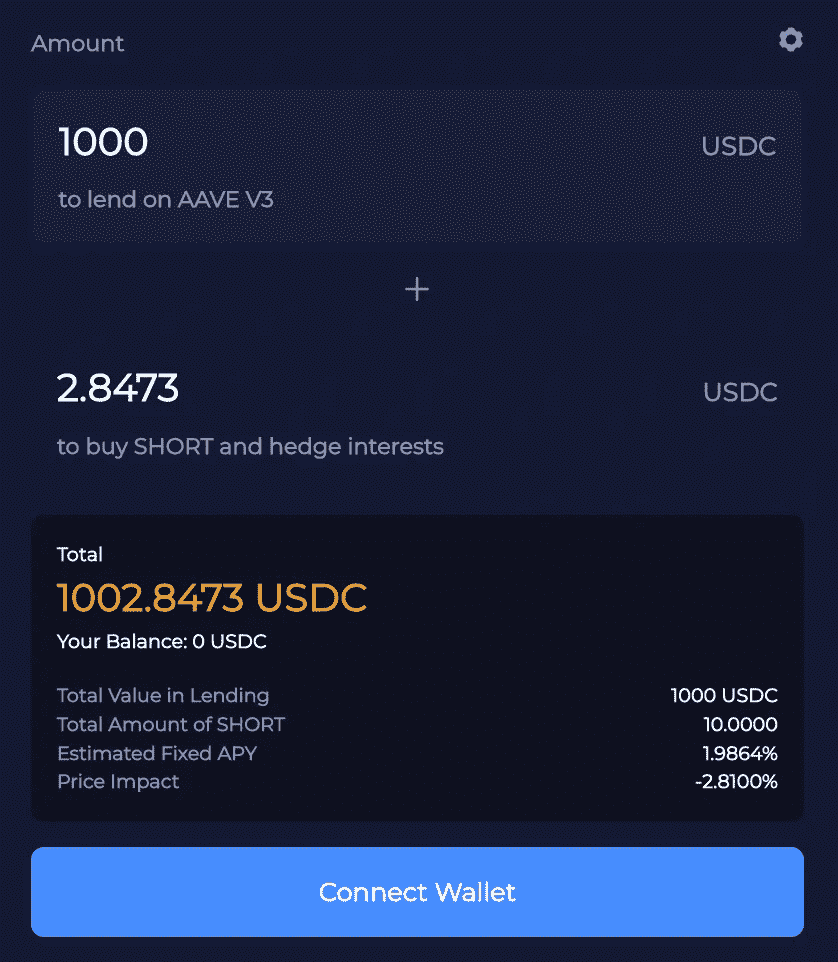 Amount
1000 USDC
to lend on AAVE V3
+
2.8473 USDC
to buy SHORT and hedge interests
Total
1002.8473 USDC
Your Balance: 0 USDC
Total Value in Lending 1000 USDC
Total Amount of SHORT 10.0000
Estimated Fixed APY 1.9864%
Price Impact -2.8100%
Connect Wallet